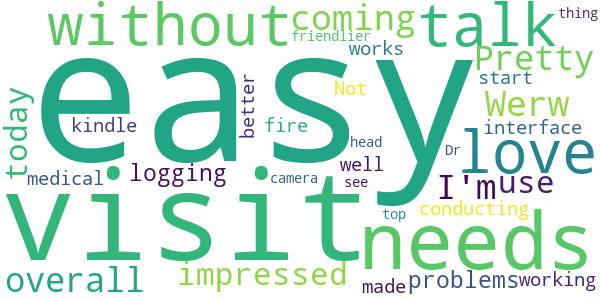 without
coming
talk
thing
friendlier
works
Pretty
easy
today
kindle
better
fire
Not
start
Werw
interface
head
Dr
love
medical
logging
well
camera
see
I'm
use
visit
top
conducting
needs
overall
impressed
made
problems
working